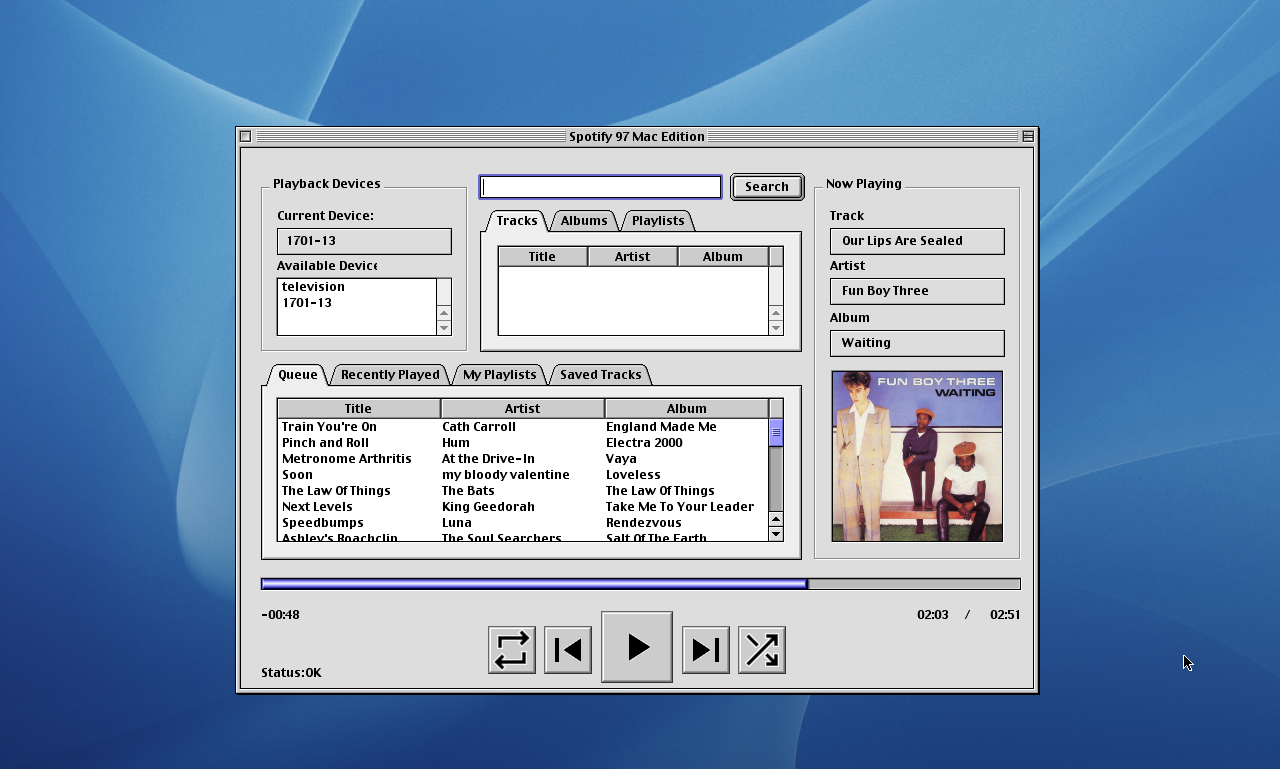 Spotify 97 Mac Edition
Playback Devices
Current Device:
1701-13
Available Device
television
1701-13
Search
Tracks
Albums
Playlists
Title Artist Album
Now Playing
Track
Our Lips Are Sealed
Artist
Fun Boy Three
Album
Waiting
FUN BOY THREE
WAITING
Queue
Recently Played
My Playlists
Saved Tracks
Title Artist Album
Train You're On Cath Carroll England Made Me
Pinch and Roll Hum Electra 2000
Metronome Arthritis At the Drive-In Vaya
Soon my bloody valentine Loveless
The Law Of Things The Bats The Law Of Things
Next Levels King Geedorah Take Me To Your Leader
Speedbumps Luna Rendezvous
Ashley's Roachclip The Soul Searchers Salt Of The Earth
-00:48
02:03 / 02:51
Status:OK